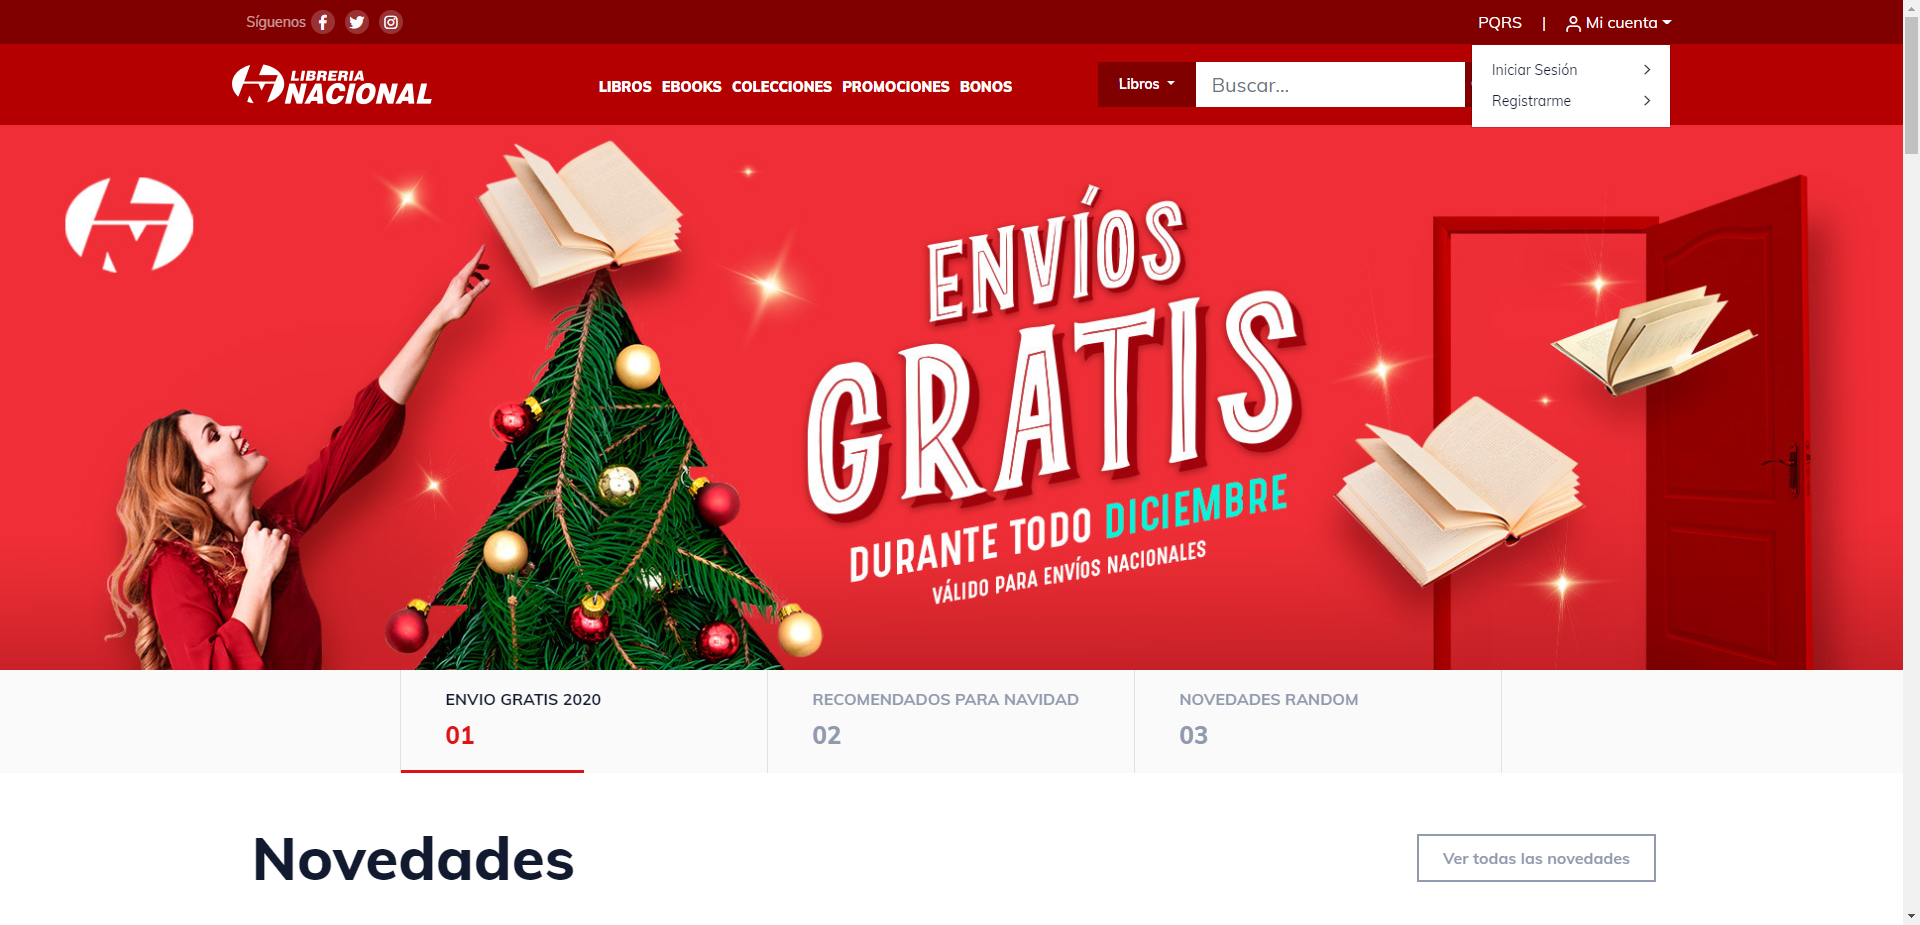 Síguenos
PQRS | Mi cuenta
Iniciar Sesión
Registrarme
LIBRERIA
NACIONAL
LIBROS EBOOKS COLECCIONES PROMOCIONES BONOS
Libros
Buscar...
ENVÍOS
GRATIS
DURANTE TODO DICIEMBRE
VÁLIDO PARA ENVÍOS NACIONALES
ENVIO GRATIS 2020
01
RECOMENDADOS PARA NAVIDAD
02
NOVEDADES RANDOM
03
Novedades
Ver todas las novedades